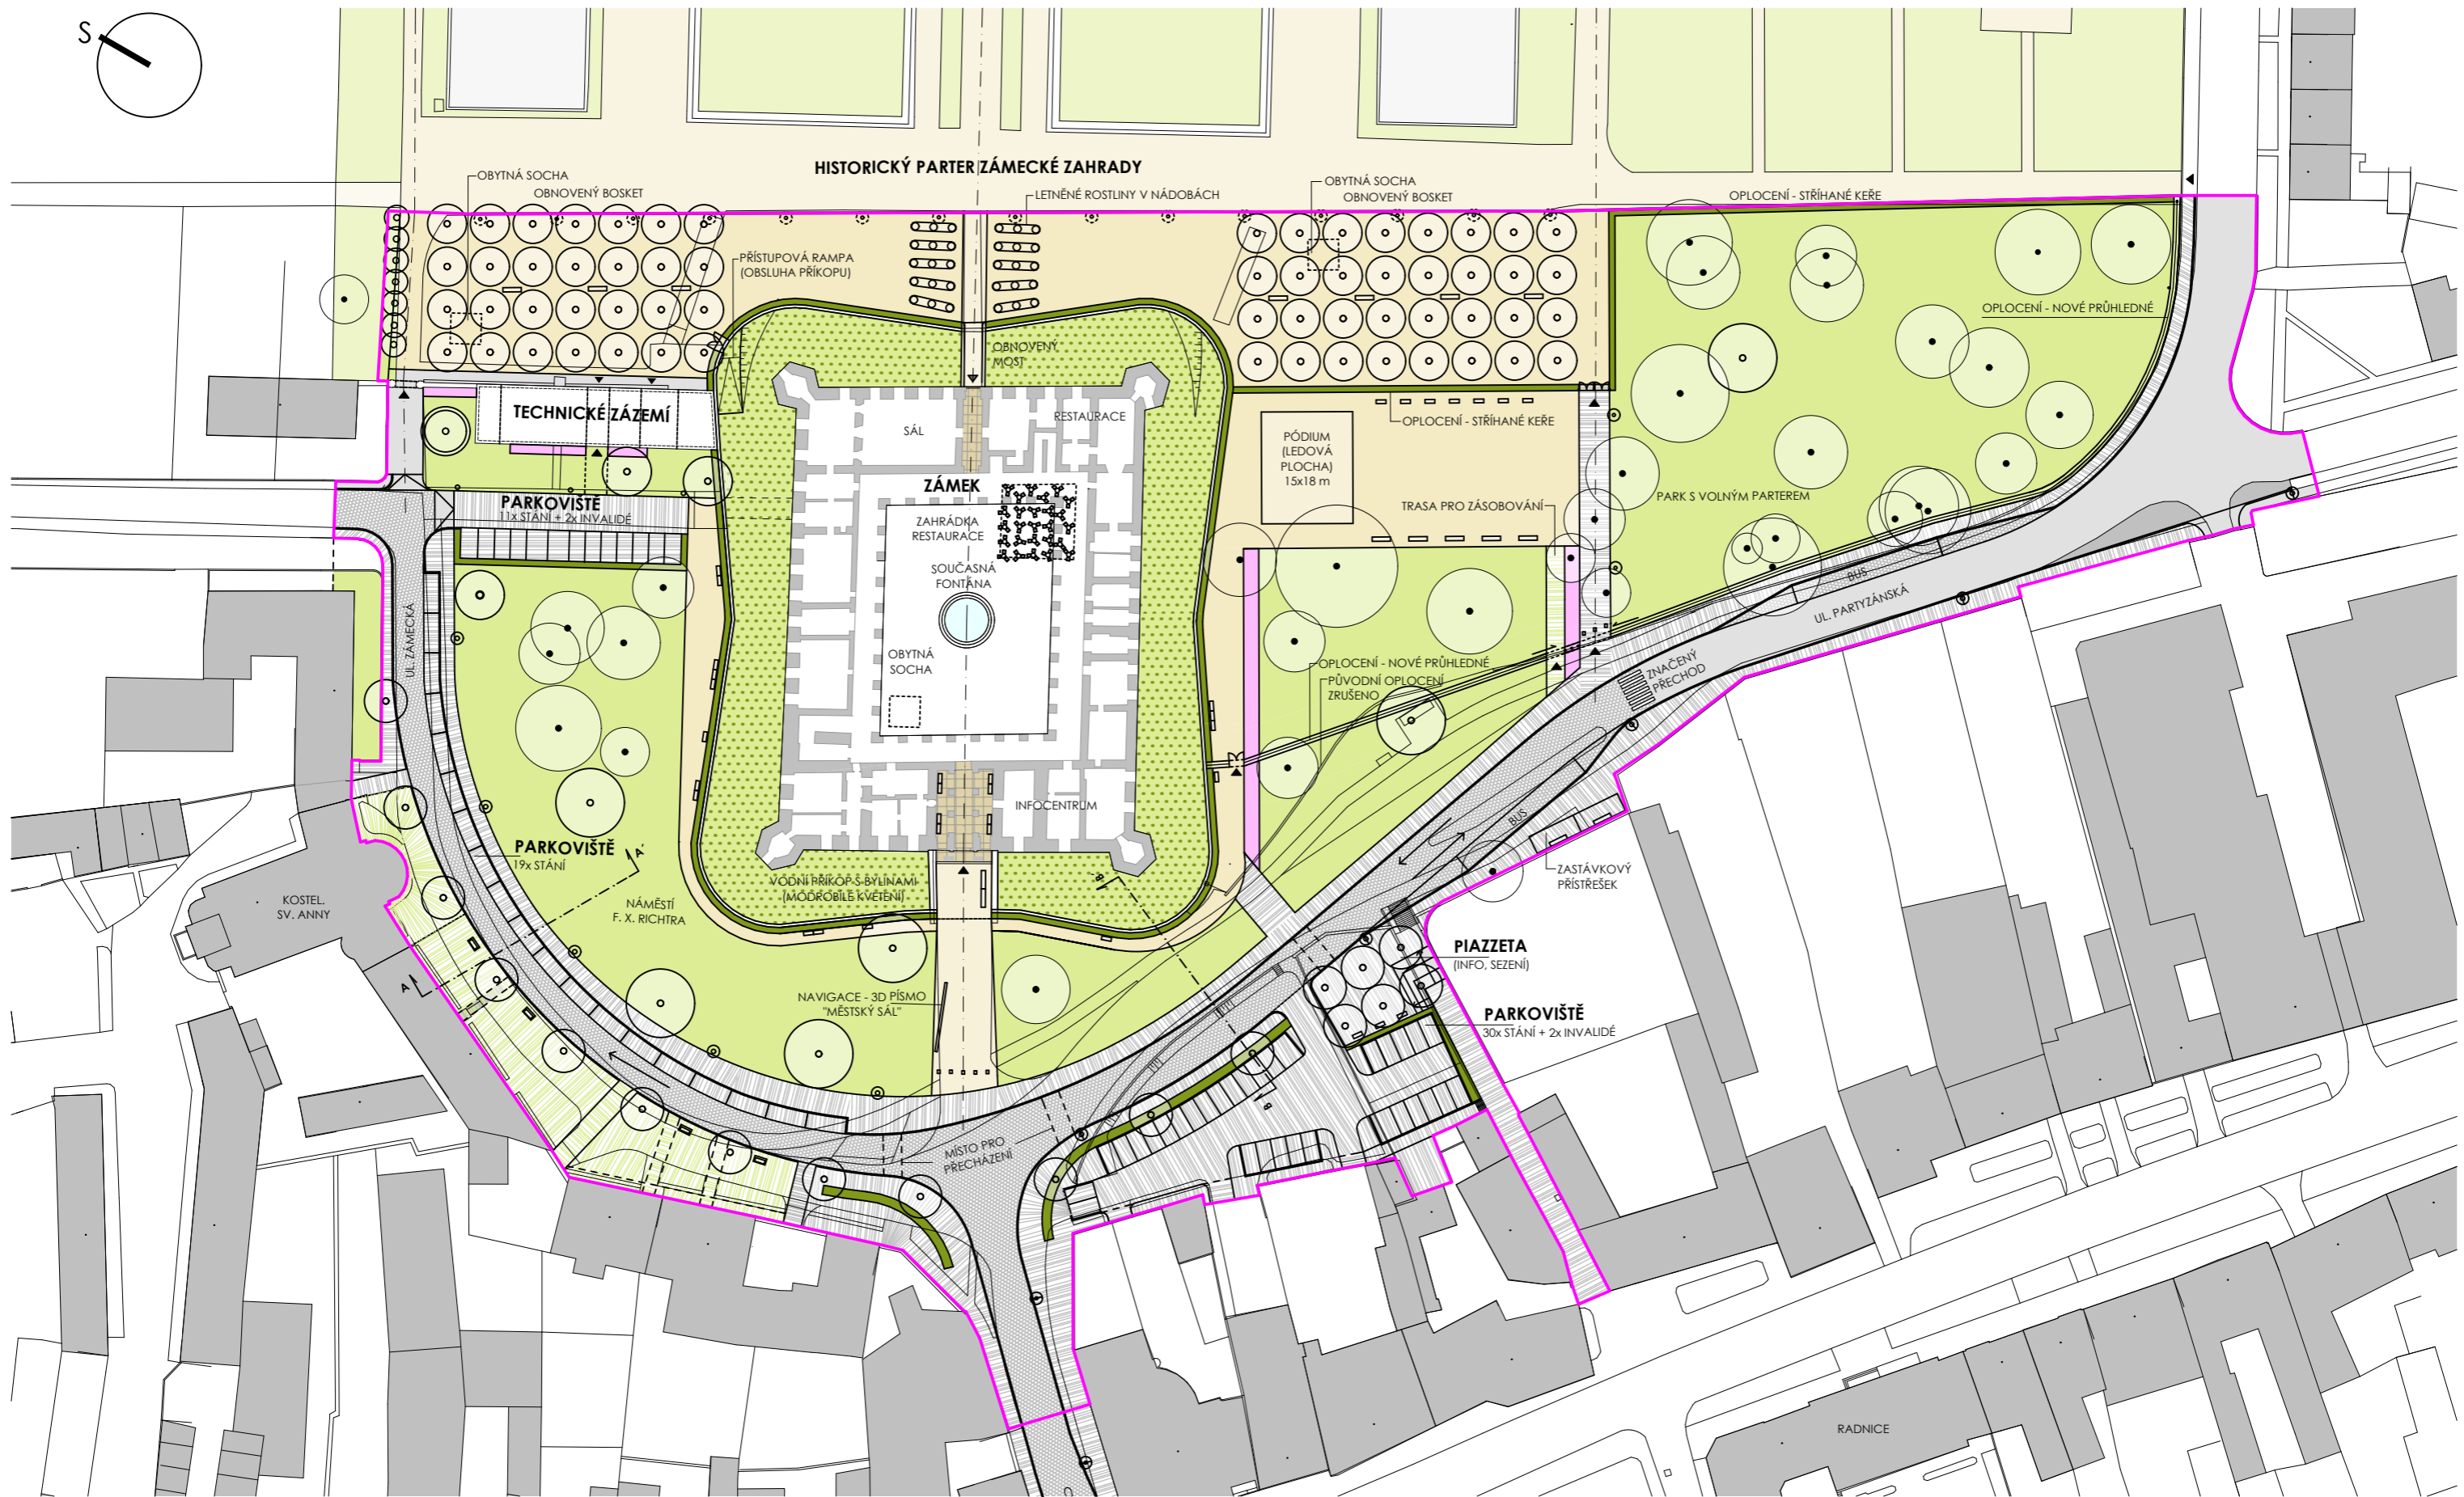 S
HISTORICKÝ PARTER ZÁMECKÉ ZAHRADY
OBYTNÁ SOCHA
OBNOVENÝ BOSKET
LETNĚNÉ ROSTLINY V NÁDOBÁCH
OBYTNÁ SOCHA
OBNOVENÝ BOSKET
OPLOCENÍ - STŘÍHANÉ KEŘE
PŘÍSTUPOVÁ RAMPA
(OBSLUHA PŘÍKOPU)
OPLOCENÍ - NOVÉ PRŮHLEDNÉ
OBNOVENÝ
MOST
TECHNICKÉ ZÁZEMÍ
SÁL
RESTAURACE
OPLOCENÍ - STŘÍHANÉ KEŘE
PÓDIUM
(LEDOVÁ
PLOCHA)
15x18 m
ZÁMEK
PARKOVIŠTĚ
11x STÁNÍ + 2x INVALIDÉ
ZAHRÁDKA
RESTAURACE
TRASA PRO ZÁSOBOVÁNÍ
PARK S VOLNÝM PARTEREM
SOUČASNÁ
FONTÁNA
BUS
UL. PARTYZÁNSKÁ
UL. ZÁMECKÁ
OBYTNÁ
SOCHA
OPLOCENÍ - NOVÉ PRŮHLEDNÉ
PŮVODNÍ OPLOCENÍ
ZRUŠENO
ZNAČENÝ
PŘECHOD
INFOCENTRUM
BUS
PARKOVIŠTĚ
19x STÁNÍ
A'
ZASTÁVKOVÝ
PŘÍSTŘEŠEK
VODNÍ PŘÍKOP S BYLINAMI
(MODROBÍLÉ KVETENÍ)
B'
KOSTEL.
SV. ANNY
NÁMĚSTÍ
F. X. RICHTRA
PIAZZETA
(INFO, SEZENÍ)
A
NAVIGACE - 3D PÍSMO
"MĚSTSKÝ SÁL"
PARKOVIŠTĚ
30x STÁNÍ + 2x INVALIDÉ
B
MÍSTO PRO
PŘECHÁZENÍ
RADNICE